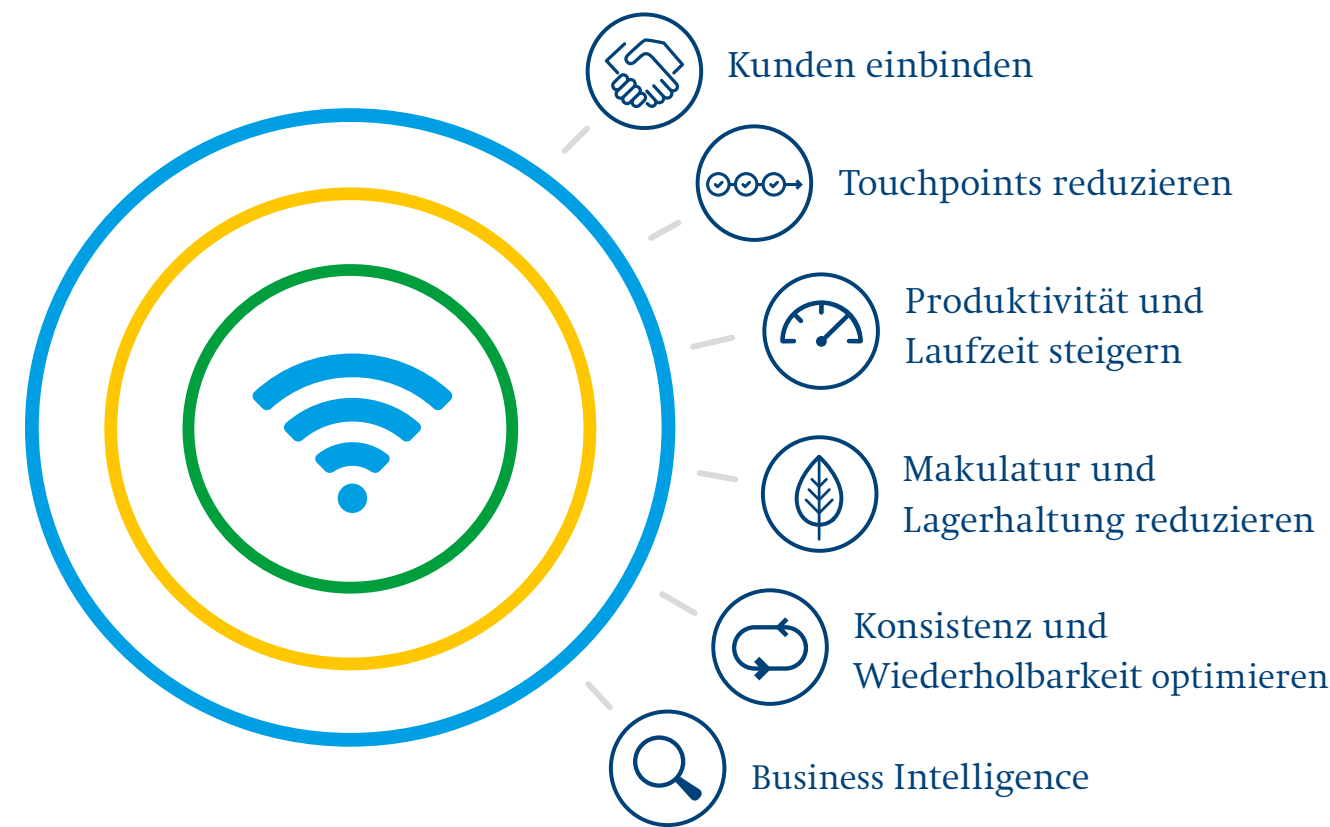 Kunden einbinden
Touchpoints reduzieren
Produktivität und
Laufzeit steigern
Makulatur und
Lagerhaltung reduzieren
Konsistenz und
Wiederholbarkeit optimieren
Business Intelligence